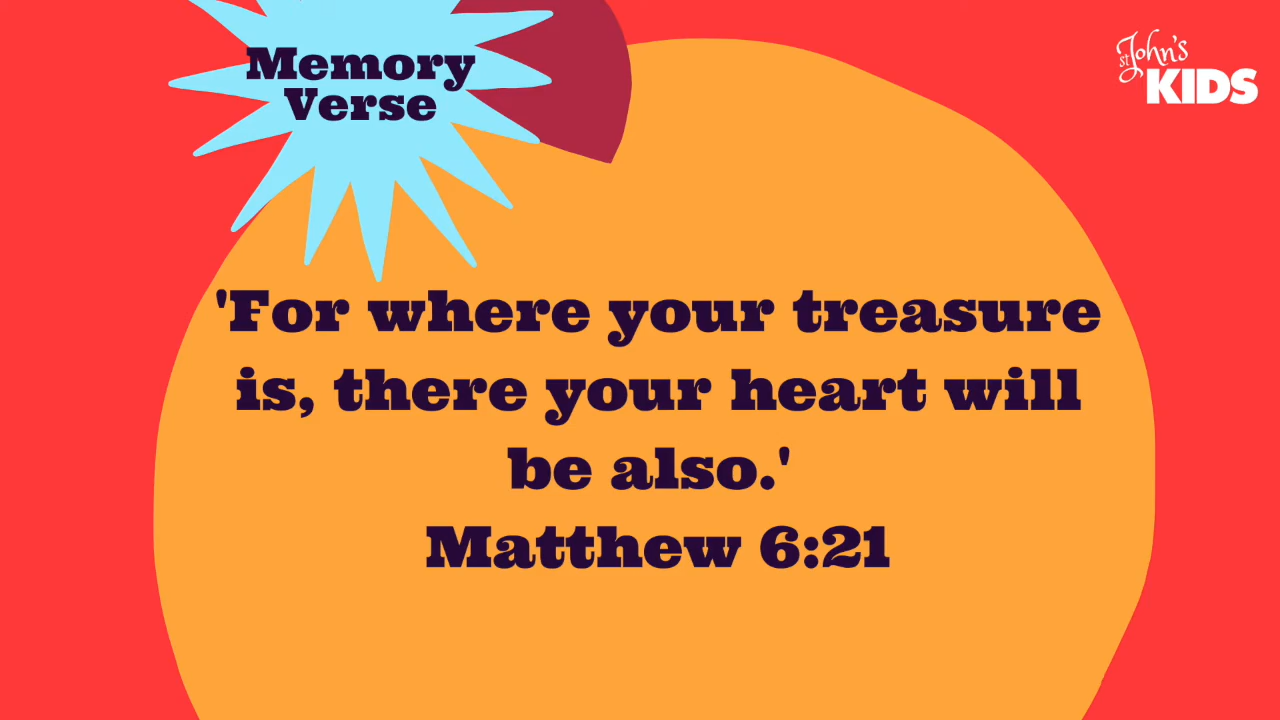 Memory
Verse
St John's
KIDS
'For where your treasure
is, there your heart will
be also.'
Matthew 6:21